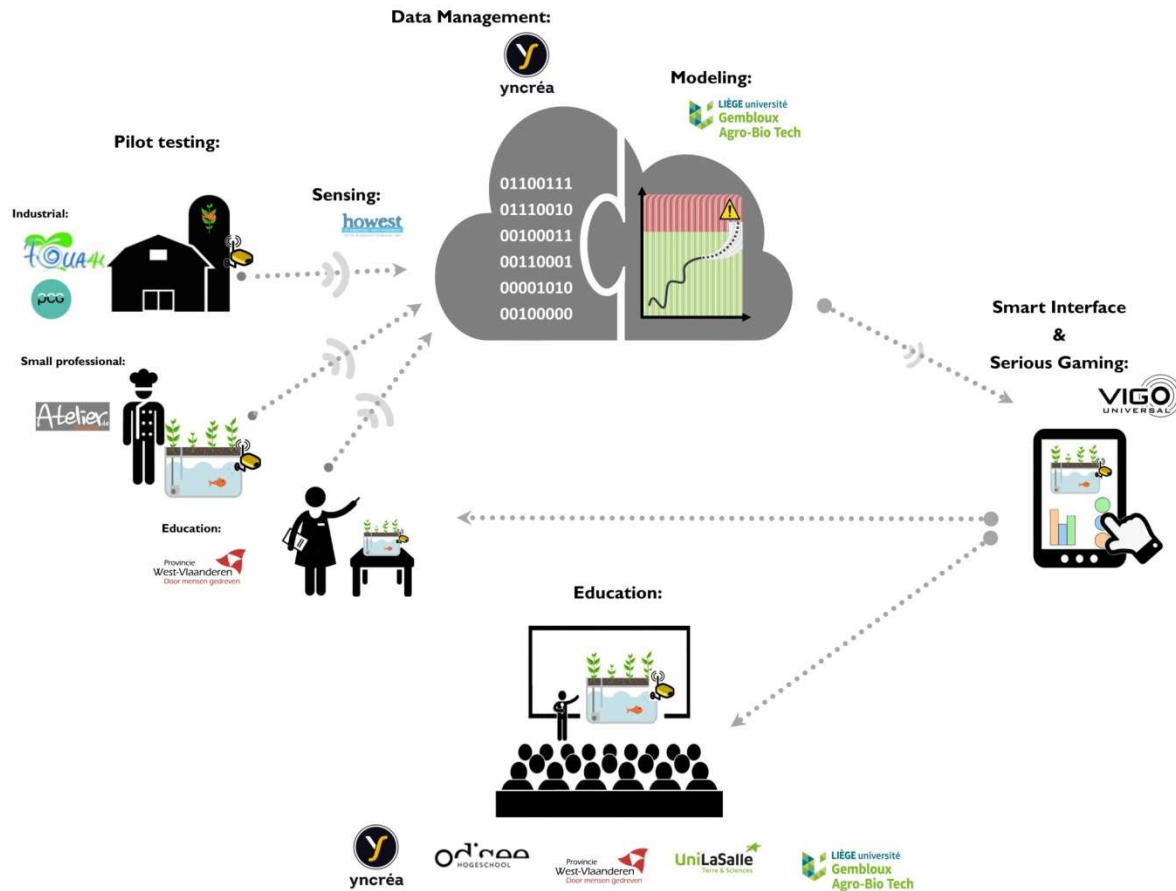 Data Management:
yncréa
Modeling:
LIÈGE université
Gembloux
Agro-Bio Tech
Pilot testing:
Sensing:
howest
Industrial:
pcg
01100111
01110010
00100011
00110001
00001010
00100000
Small professional:
Atelier
Smart Interface
&
Serious Gaming:
VIGO
UNIVERSAL
Education:
Provincie
West-Vlaanderen
Door mensen gedreven
Education:
yncréa
Odisee
HOGESCHOOL
Provincie
West-Vlaanderen
Door mensen gedreven
UniLaSalle
Terre & Sciences
LIÈGE université
Gembloux
Agro-Bio Tech